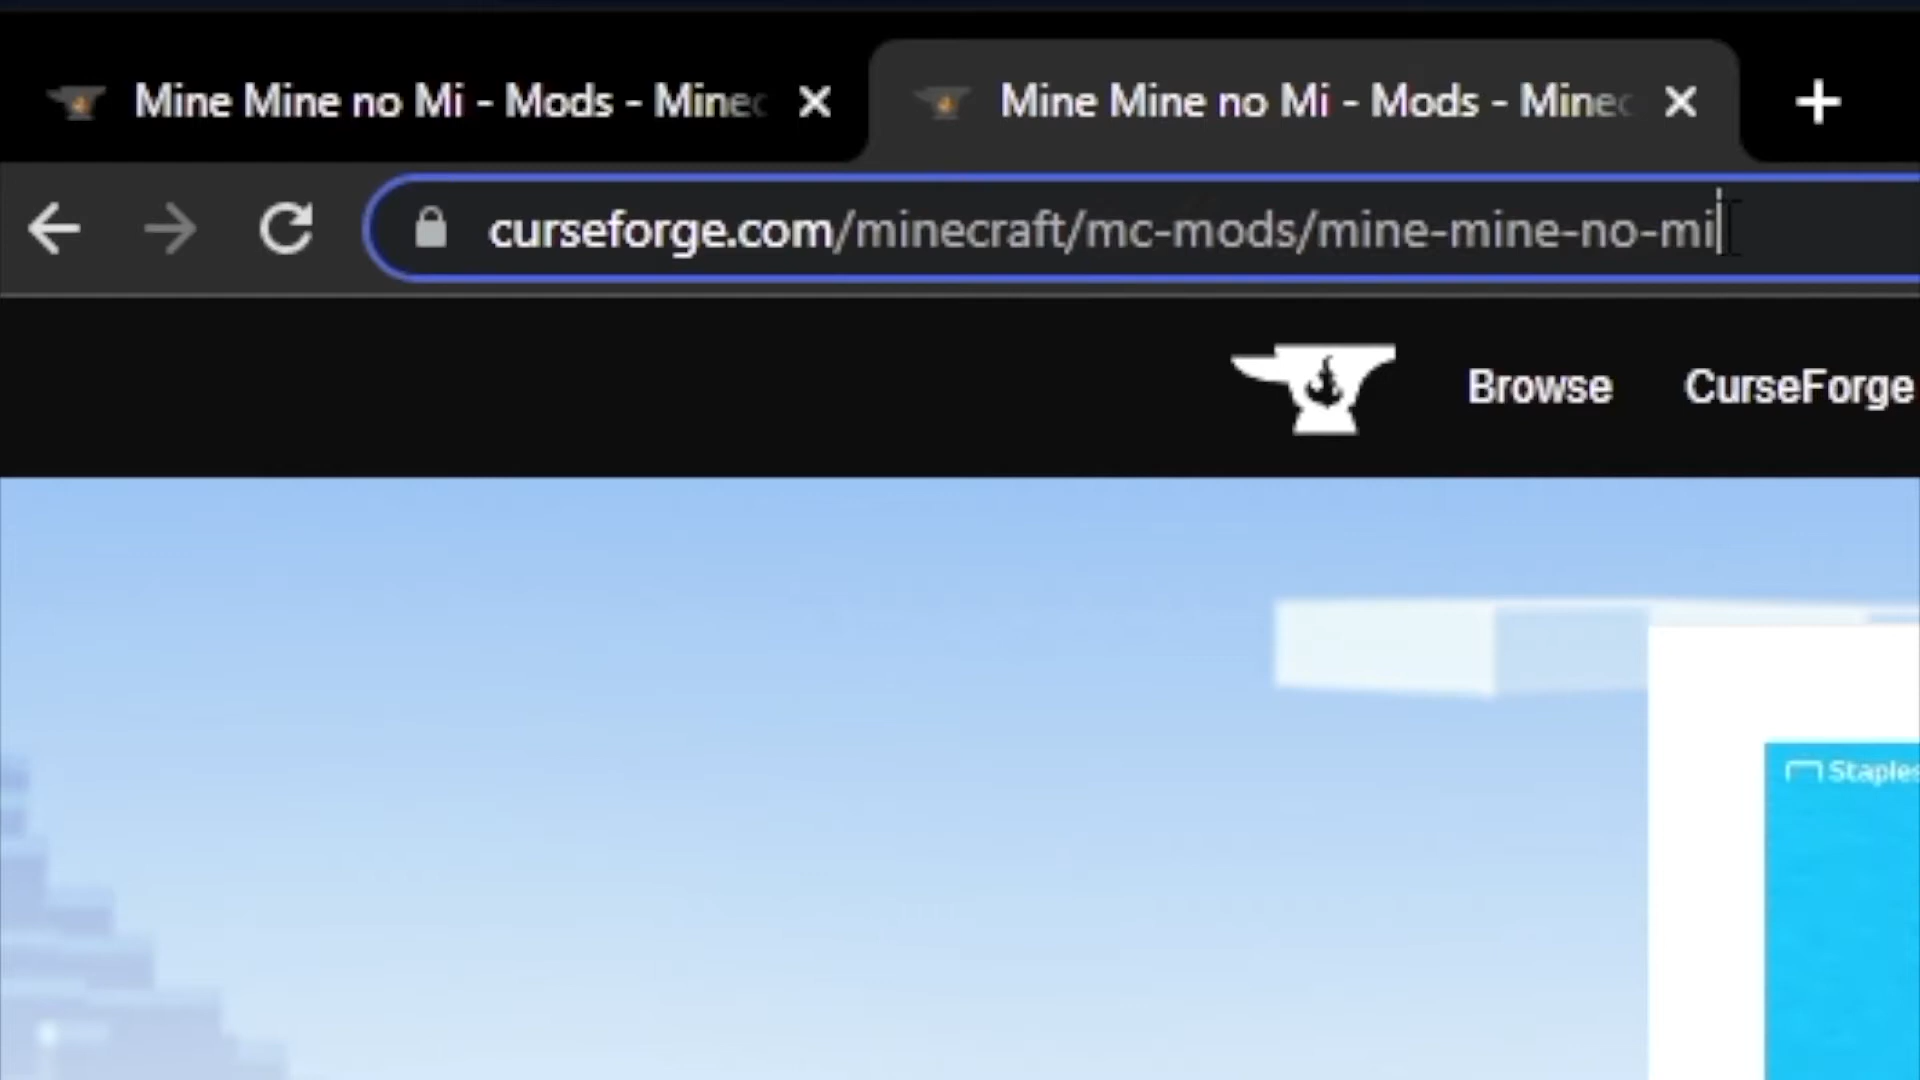 Mine Mine no Mi - Mods - Minec
Mine Mine no Mi - Mods - Minec
curseforge.com/minecraft/mc-mods/mine-mine-no-mi
Browse CurseForge
Staples